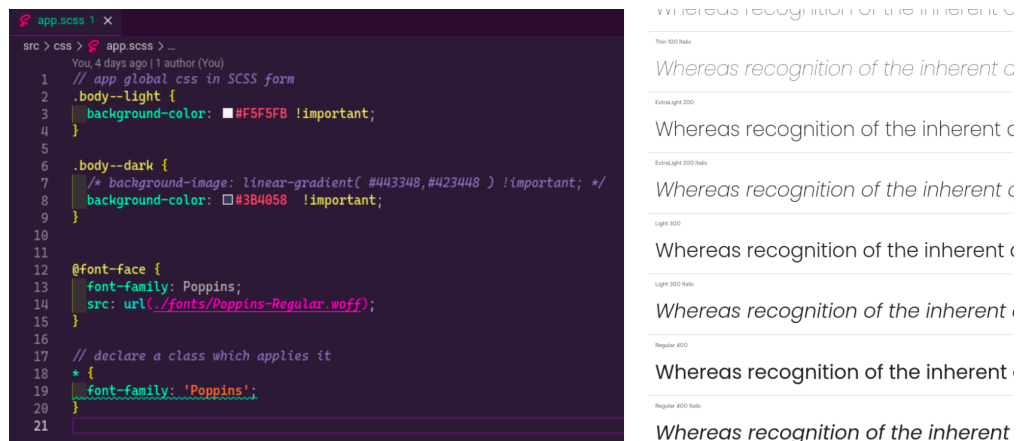 app.scss 1 ×
src > css > app.scss > ...
You, 4 days ago | 1 author (You)
1 // app global css in SCSS form
2 .body--light {
3 background-color: #F5F5FB !important;
4 }
5
6 .body--dark {
7 /* background-image: linear-gradient( #443348,#423448 ) !important; */
8 background-color: #3B4058 !important;
9 }
10
11
12 @font-face {
13 font-family: Poppins;
14 src: url(./fonts/Poppins-Regular.woff);
15 }
16
17 // declare a class which applies it
18 * {
19 font-family: 'Poppins';
20 }
21
Whereas recognition of the inherent
Thin 100 Italic
Whereas recognition of the inherent
ExtraLight 200
Whereas recognition of the inherent
ExtraLight 200 Italic
Whereas recognition of the inherent
Light 300
Whereas recognition of the inherent
Light 300 Italic
Whereas recognition of the inherent
Regular 400
Whereas recognition of the inherent
Regular 400 Italic
Whereas recognition of the inherent